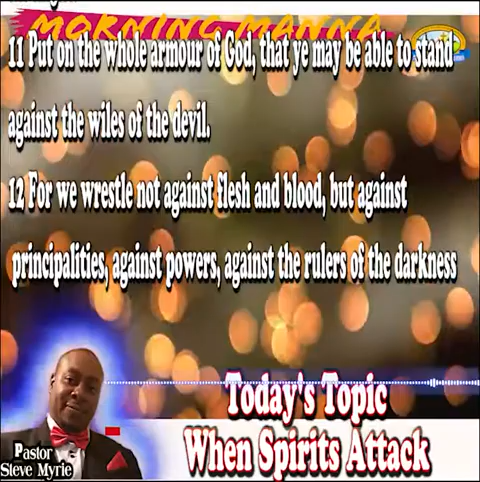 MORNING MANNA
11 Put on the whole armour of God, that ye may be able to stand
against the wiles of the devil.
12 For we wrestle not against flesh and blood, but against
principalities, against powers, against the rulers of the darkness
Today's Topic
When Spirits Attack
Pastor
Steve Myrie